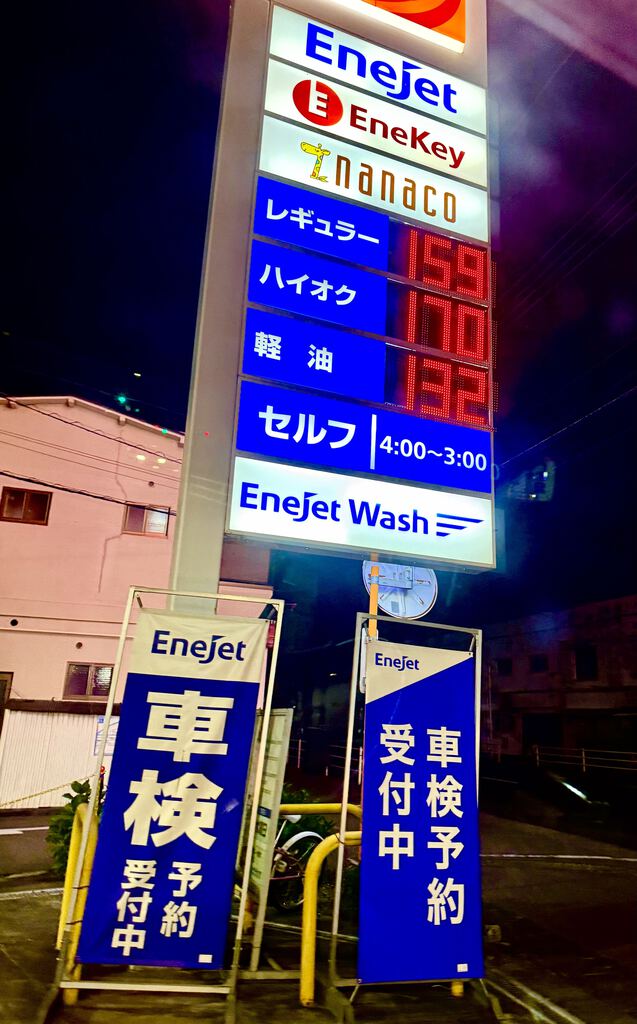 EneJet
E EneKey
nanaco
レギュラー 159
ハイオク 170
軽油 132
セルフ 4:00～3:00
EneJet Wash
EneJet
車検
予約
受付中
EneJet
車検予約
受付中